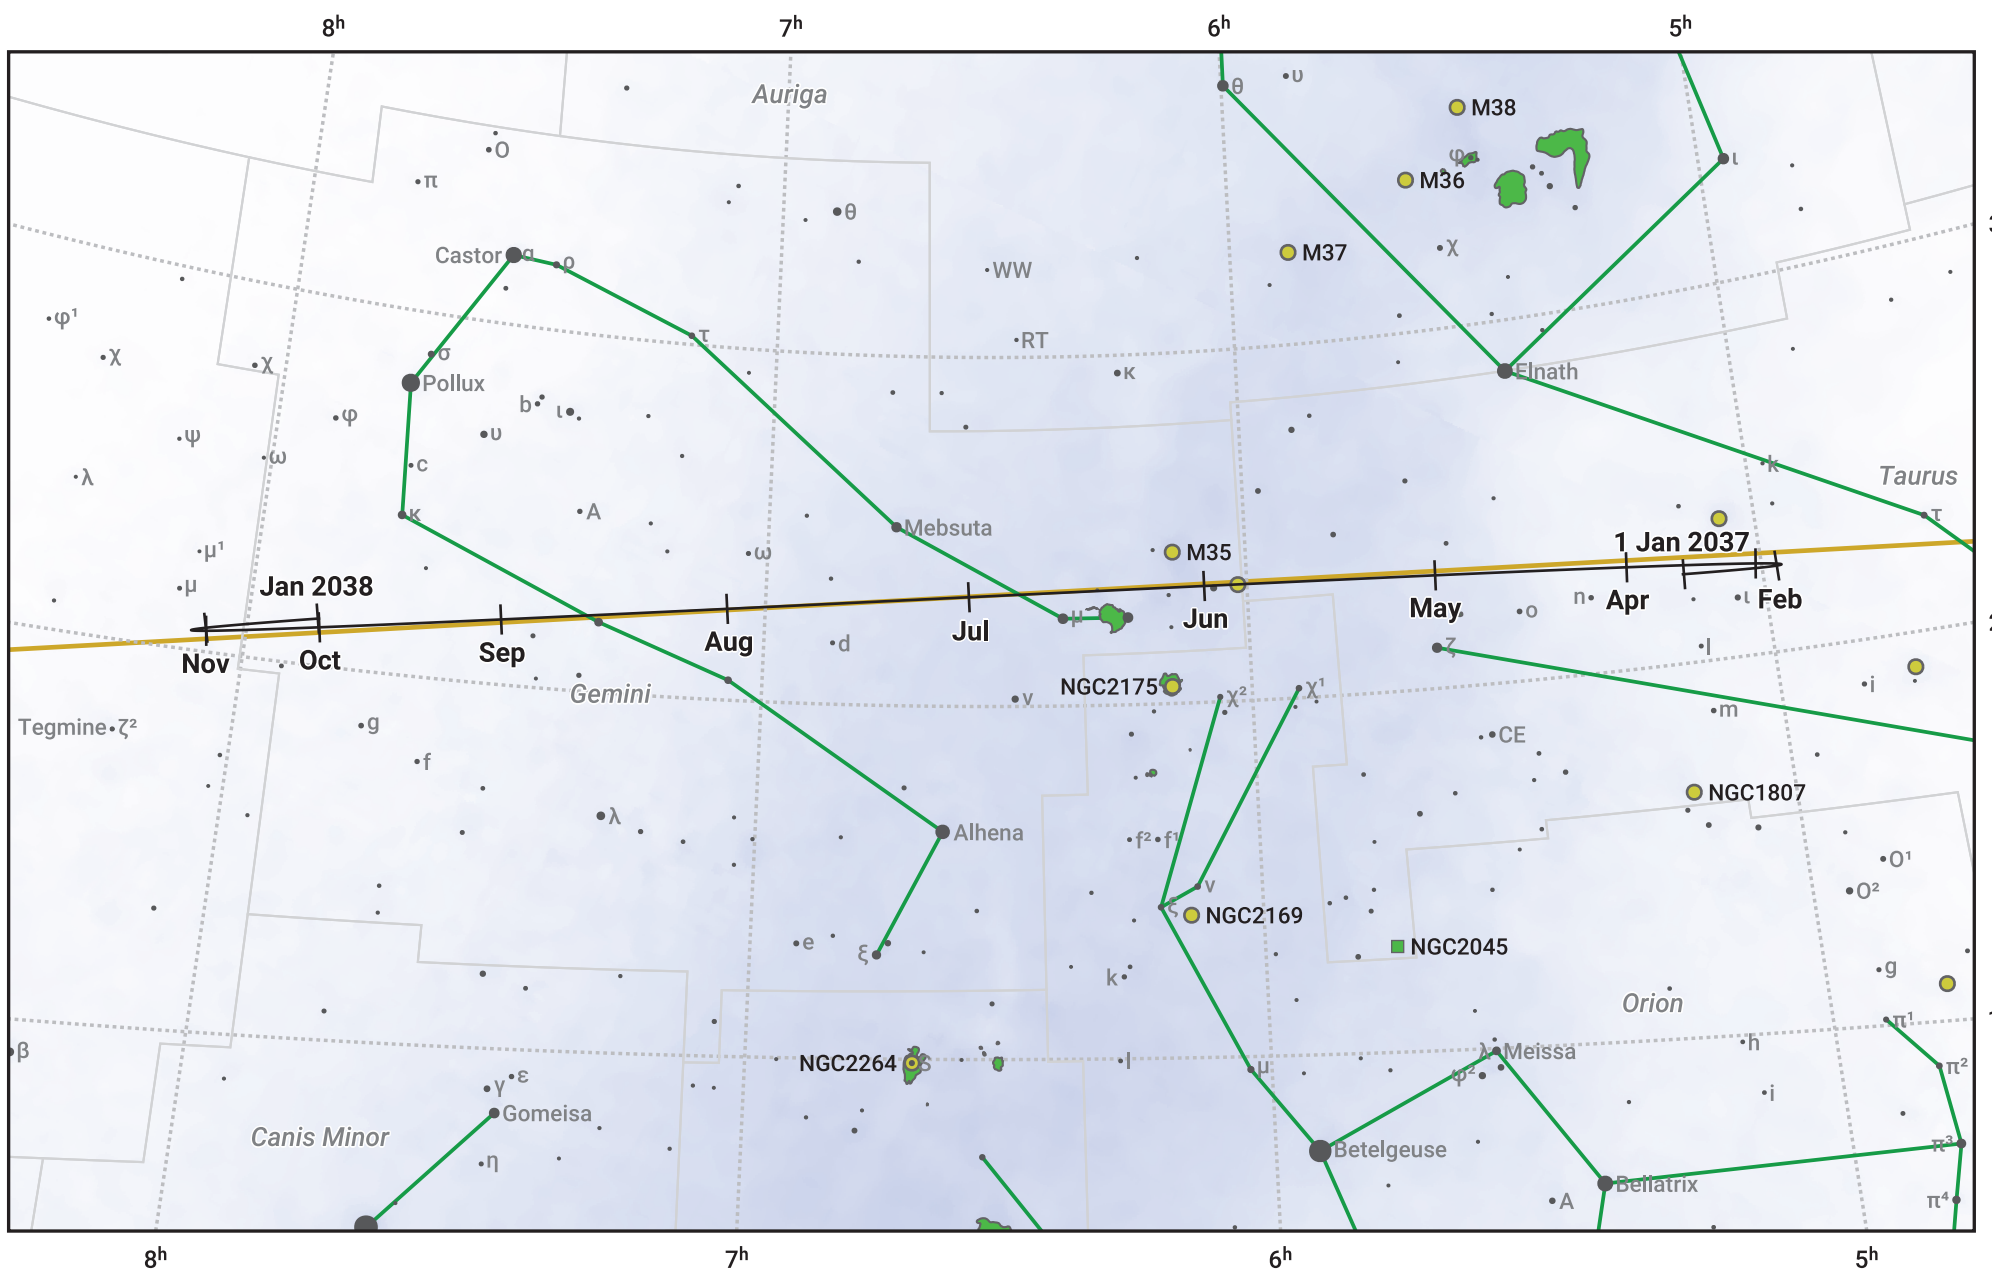 8ʰ 7ʰ 6ʰ 5ʰ
Auriga
θ
υ
M38
O
φ
ι
π
M36
θ
χ
M37
Castor α ρ
WW
φ¹
τ
RT
χ
χ
σ
Pollux
κ
Elnath
b ι
φ
υ
ψ
ω
c
k
Taurus
λ
κ
A
τ
Mebsuta
1 Jan 2037
μ¹
ω
M35
Jan 2038
μ
μ
n
ι
Feb
Apr
May
o
Jun
Jul
Aug
d
Sep
Oct
Nov
ζ
l
Gemini
NGC2175
χ²
χ¹
i
ν
m
Tegmine ζ²
g
CE
f
NGC1807
λ
Alhena
f² f¹
O¹
ν
O²
ξ
NGC2169
e
ξ
NGC2045
k
g
Orion
π¹
β
NGC2264
S
l
μ
λ Meissa
h
π²
φ²
ε
γ
i
Gomeisa
Canis Minor
Betelgeuse
π³
η
Bellatrix
A
π⁴
8ʰ 7ʰ 6ʰ 5ʰ